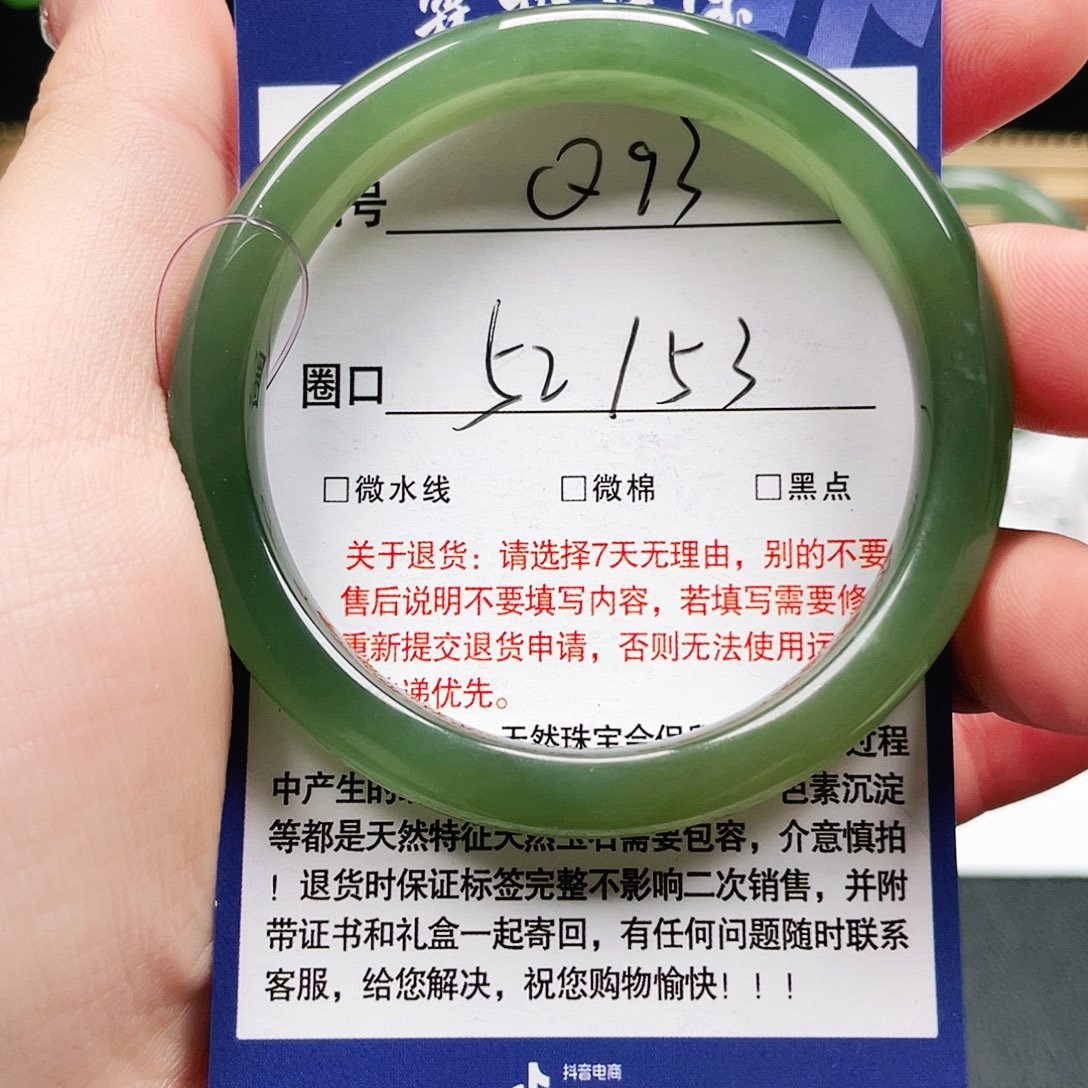 号 Q93
圈口 52/53
□微水线 □微棉 □黑点
关于退货：请选择7天无理由，别的不要
售后说明不要填写内容，若填写需要修
重新提交退货申请，否则无法使用运
递优先。
天然珠宝会保 过程
中产生的 色素沉淀
等都是天然特征天然玉石需要包容，介意慎拍
！退货时保证标签完整不影响二次销售，并附
带证书和礼盒一起寄回，有任何问题随时联系
客服，给您解决，祝您购物愉快！！！
抖音电商